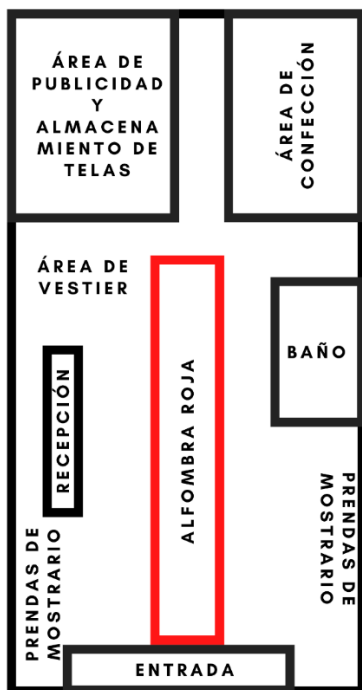 ÁREA DE
PUBLICIDAD
Y
ALMACENA
MIENTO DE
TELAS
ÁREA DE
CONFECCIÓN
ÁREA DE
VESTIER
BAÑO
RECEPCIÓN
ALFOMBRA ROJA
PRENDAS DE
MOSTRARIO
PRENDAS DE
MOSTRARIO
ENTRADA